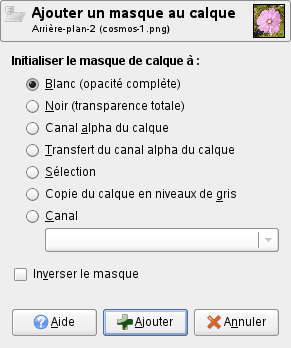 Ajouter un masque au calque
Arrière-plan-2 (cosmos-1.png)
Initialiser le masque de calque à :
Blanc (opacité complète)
Noir (transparence totale)
Canal alpha du calque
Transfert du canal alpha du calque
Sélection
Copie du calque en niveaux de gris
Canal
Inverser le masque
Aide
Ajouter
Annuler